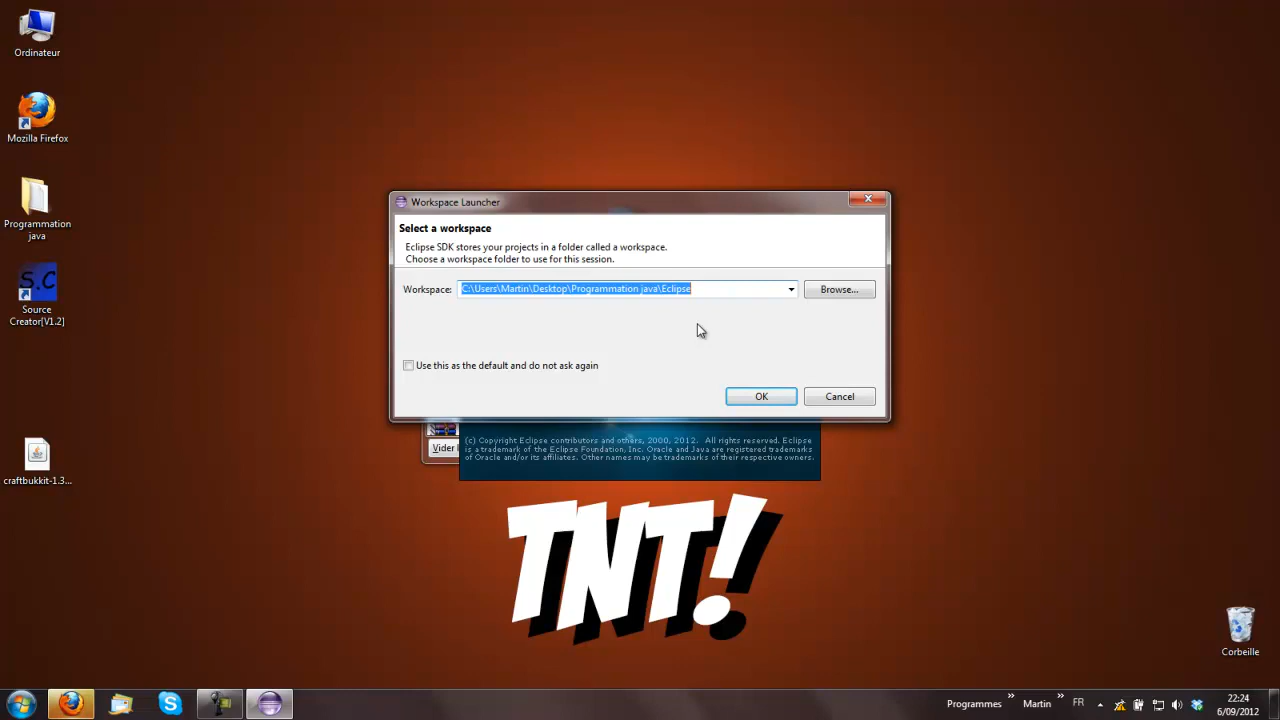 Ordinateur
Mozilla Firefox
Programmation
java
S.C
Source
Creator[V1.2]
craftbukkit-1.3...
Workspace Launcher
Select a workspace
Eclipse SDK stores your projects in a folder called a workspace.
Choose a workspace folder to use for this session.
Workspace:
C:\Users\Martin\Desktop\Programmation java\Eclipse
Browse...
Use this as the default and do not ask again
OK
Cancel
Vider
(c) Copyright Eclipse contributors and others, 2000, 2012. All rights reserved. Eclipse
is a trademark of the Eclipse Foundation, Inc. Oracle and Java are registered trademarks
of Oracle and/or its affiliates. Other names may be trademarks of their respective owners.
TNT!
Corbeille
Programmes
»
Martin
»
FR
22:24
6/09/2012